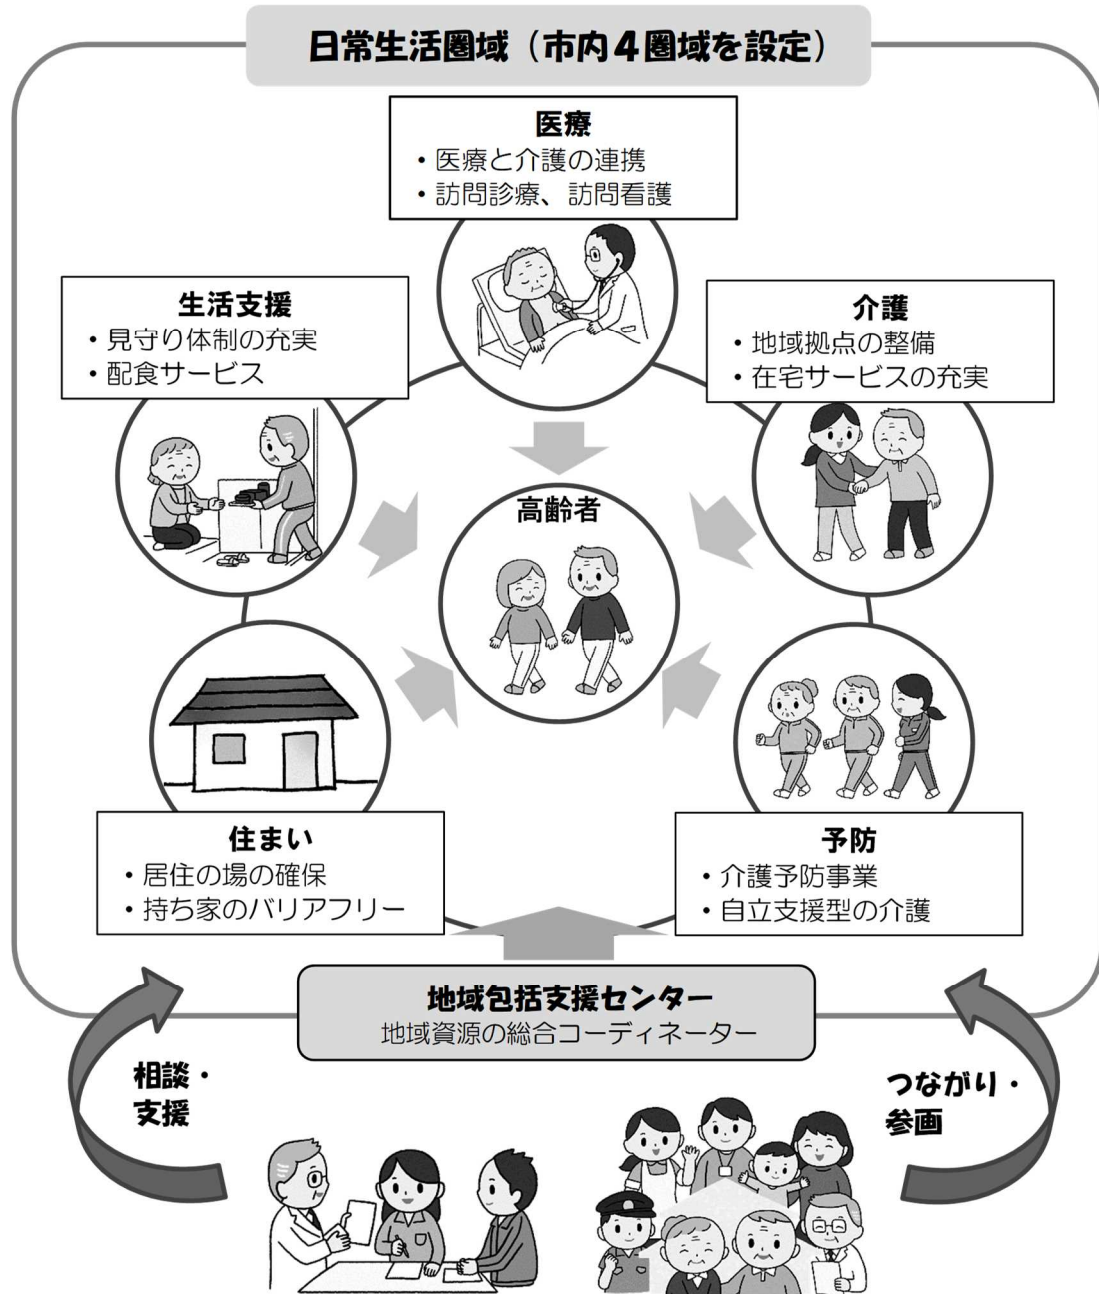 日常生活圏域（市内４圏域を設定）
医療
・医療と介護の連携
・訪問診療、訪問看護
生活支援
・見守り体制の充実
・配食サービス
介護
・地域拠点の整備
・在宅サービスの充実
高齢者
住まい
・居住の場の確保
・持ち家のバリアフリー
予防
・介護予防事業
・自立支援型の介護
地域包括支援センター
地域資源の総合コーディネーター
相談・
支援
つながり・
参画